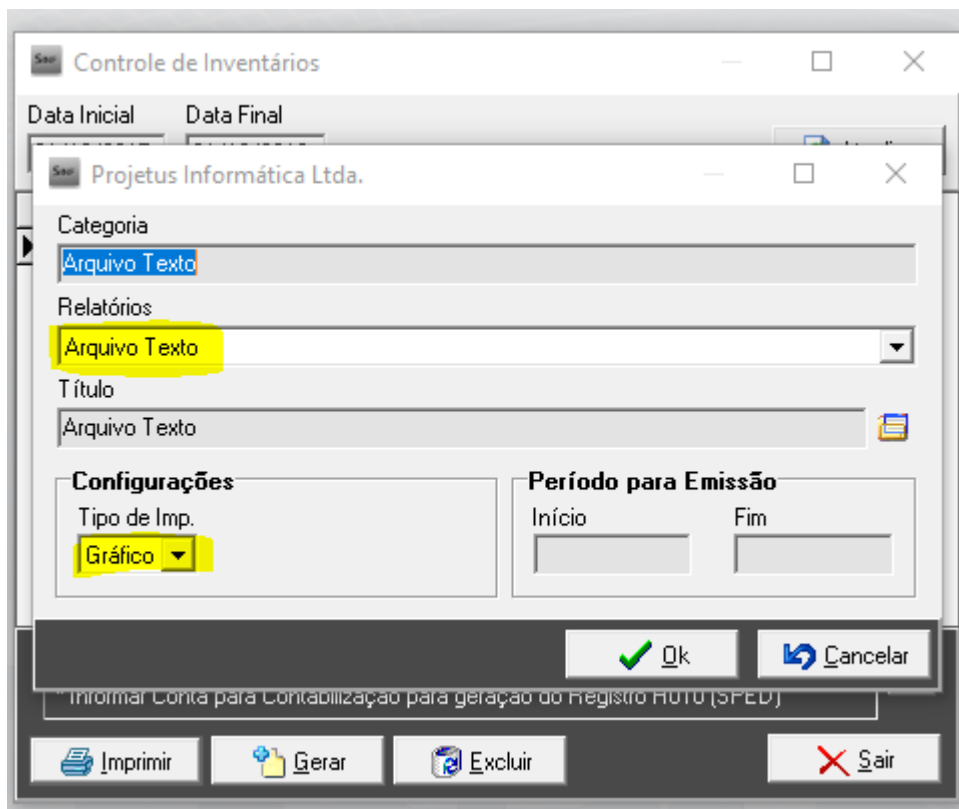 Controle de Inventários
Data Inicial Data Final
Projetus Informática Ltda.
Categoria
Arquivo Texto
Relatórios
Arquivo Texto
Título
Arquivo Texto
Configurações Período para Emissão
Tipo de Imp. Início Fim
Gráfico
Ok Cancelar
* Informar Conta para Contabilização para geração do Registro H010 (SPED)
Imprimir Gerar Excluir Sair